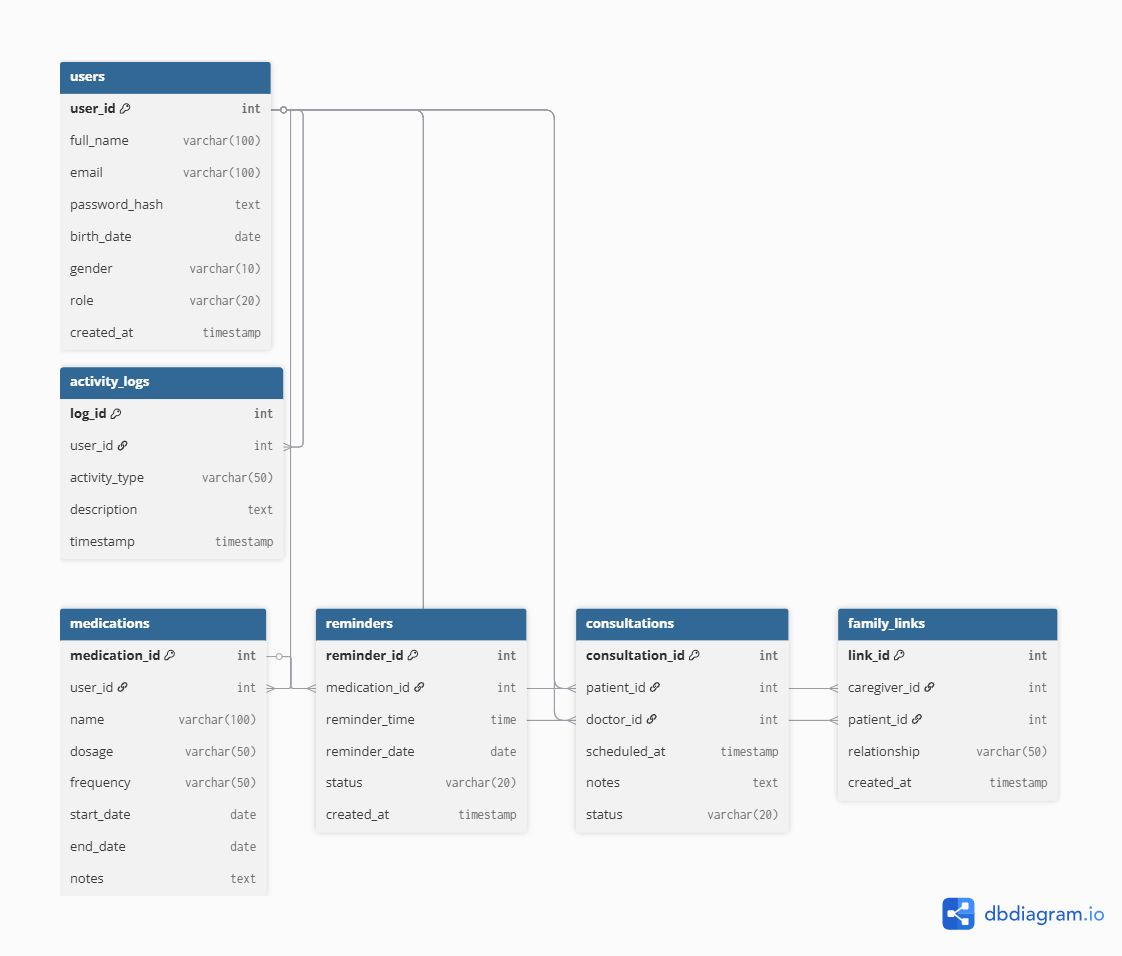 users
user_id int
full_name varchar(100)
email varchar(100)
password_hash text
birth_date date
gender varchar(10)
role varchar(20)
created_at timestamp
activity_logs
log_id int
user_id int
activity_type varchar(50)
description text
timestamp timestamp
medications
medication_id int
user_id int
name varchar(100)
dosage varchar(50)
frequency varchar(50)
start_date date
end_date date
notes text
reminders
reminder_id int
medication_id int
reminder_time time
reminder_date date
status varchar(20)
created_at timestamp
consultations
consultation_id int
patient_id int
doctor_id int
scheduled_at timestamp
notes text
status varchar(20)
family_links
link_id int
caregiver_id int
patient_id int
relationship varchar(50)
created_at timestamp
dbdiagram.io